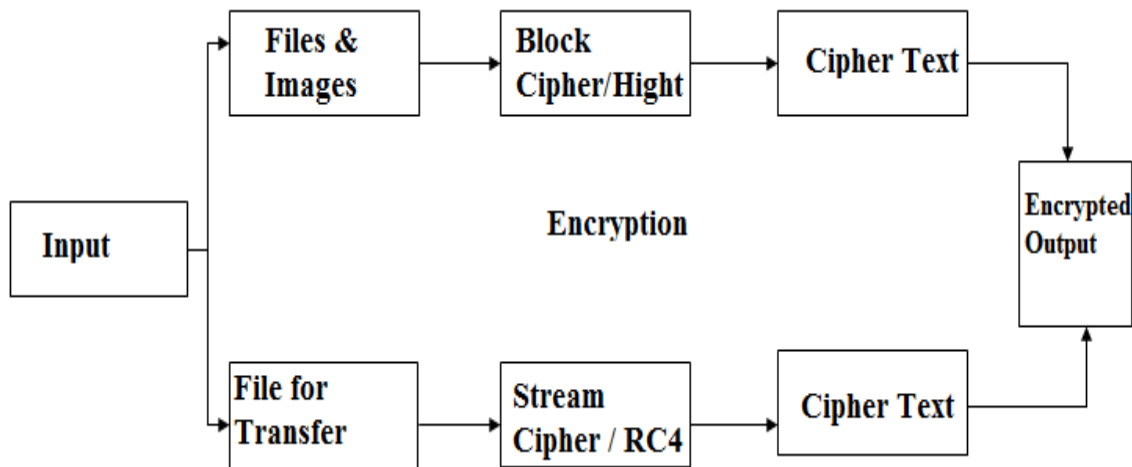 Files &
Images
Block
Cipher/Hight
Cipher Text
Input
Encryption
Encrypted
Output
File for
Transfer
Stream
Cipher / RC4
Cipher Text